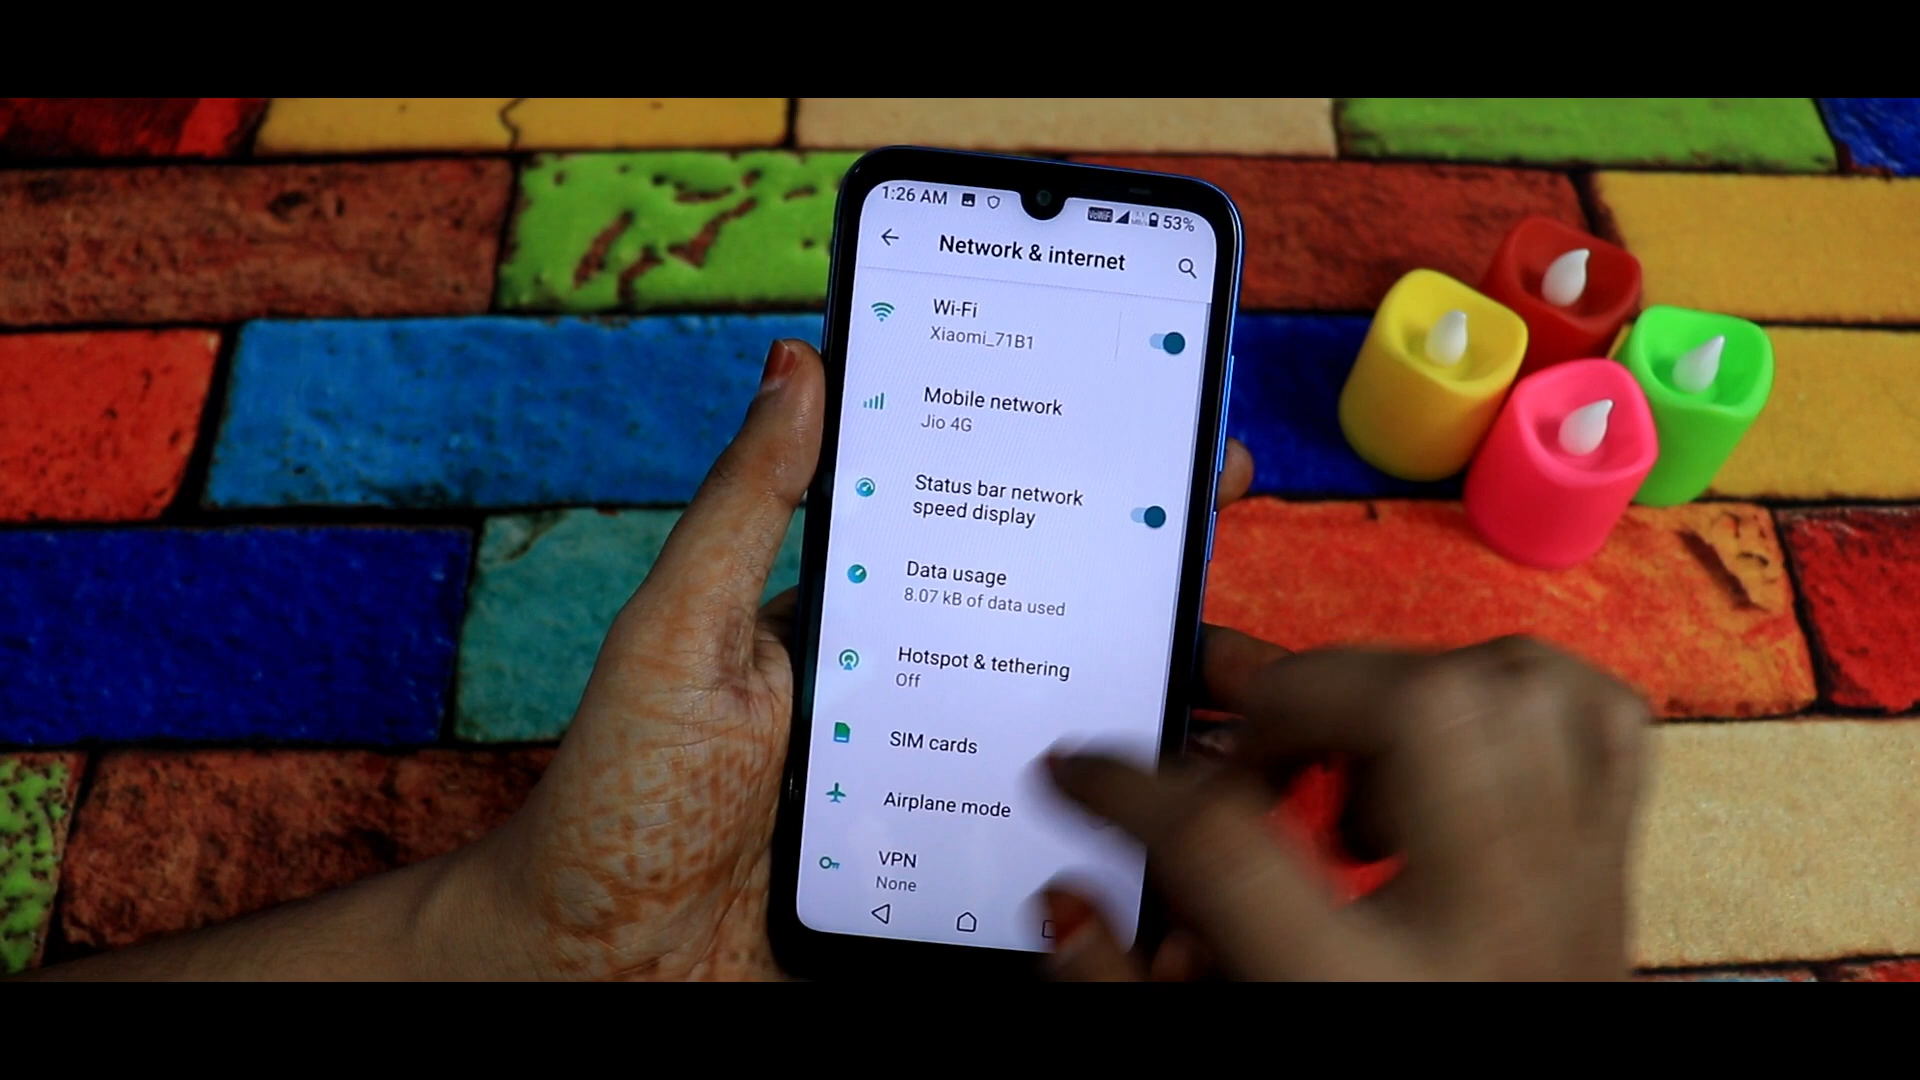 1:26 AM
VoWiFi
53%
Network & internet
Wi-Fi
Xiaomi_71B1
Mobile network
Jio 4G
Status bar network
speed display
Data usage
8.07 kB of data used
Hotspot & tethering
Off
SIM cards
Airplane mode
VPN
None